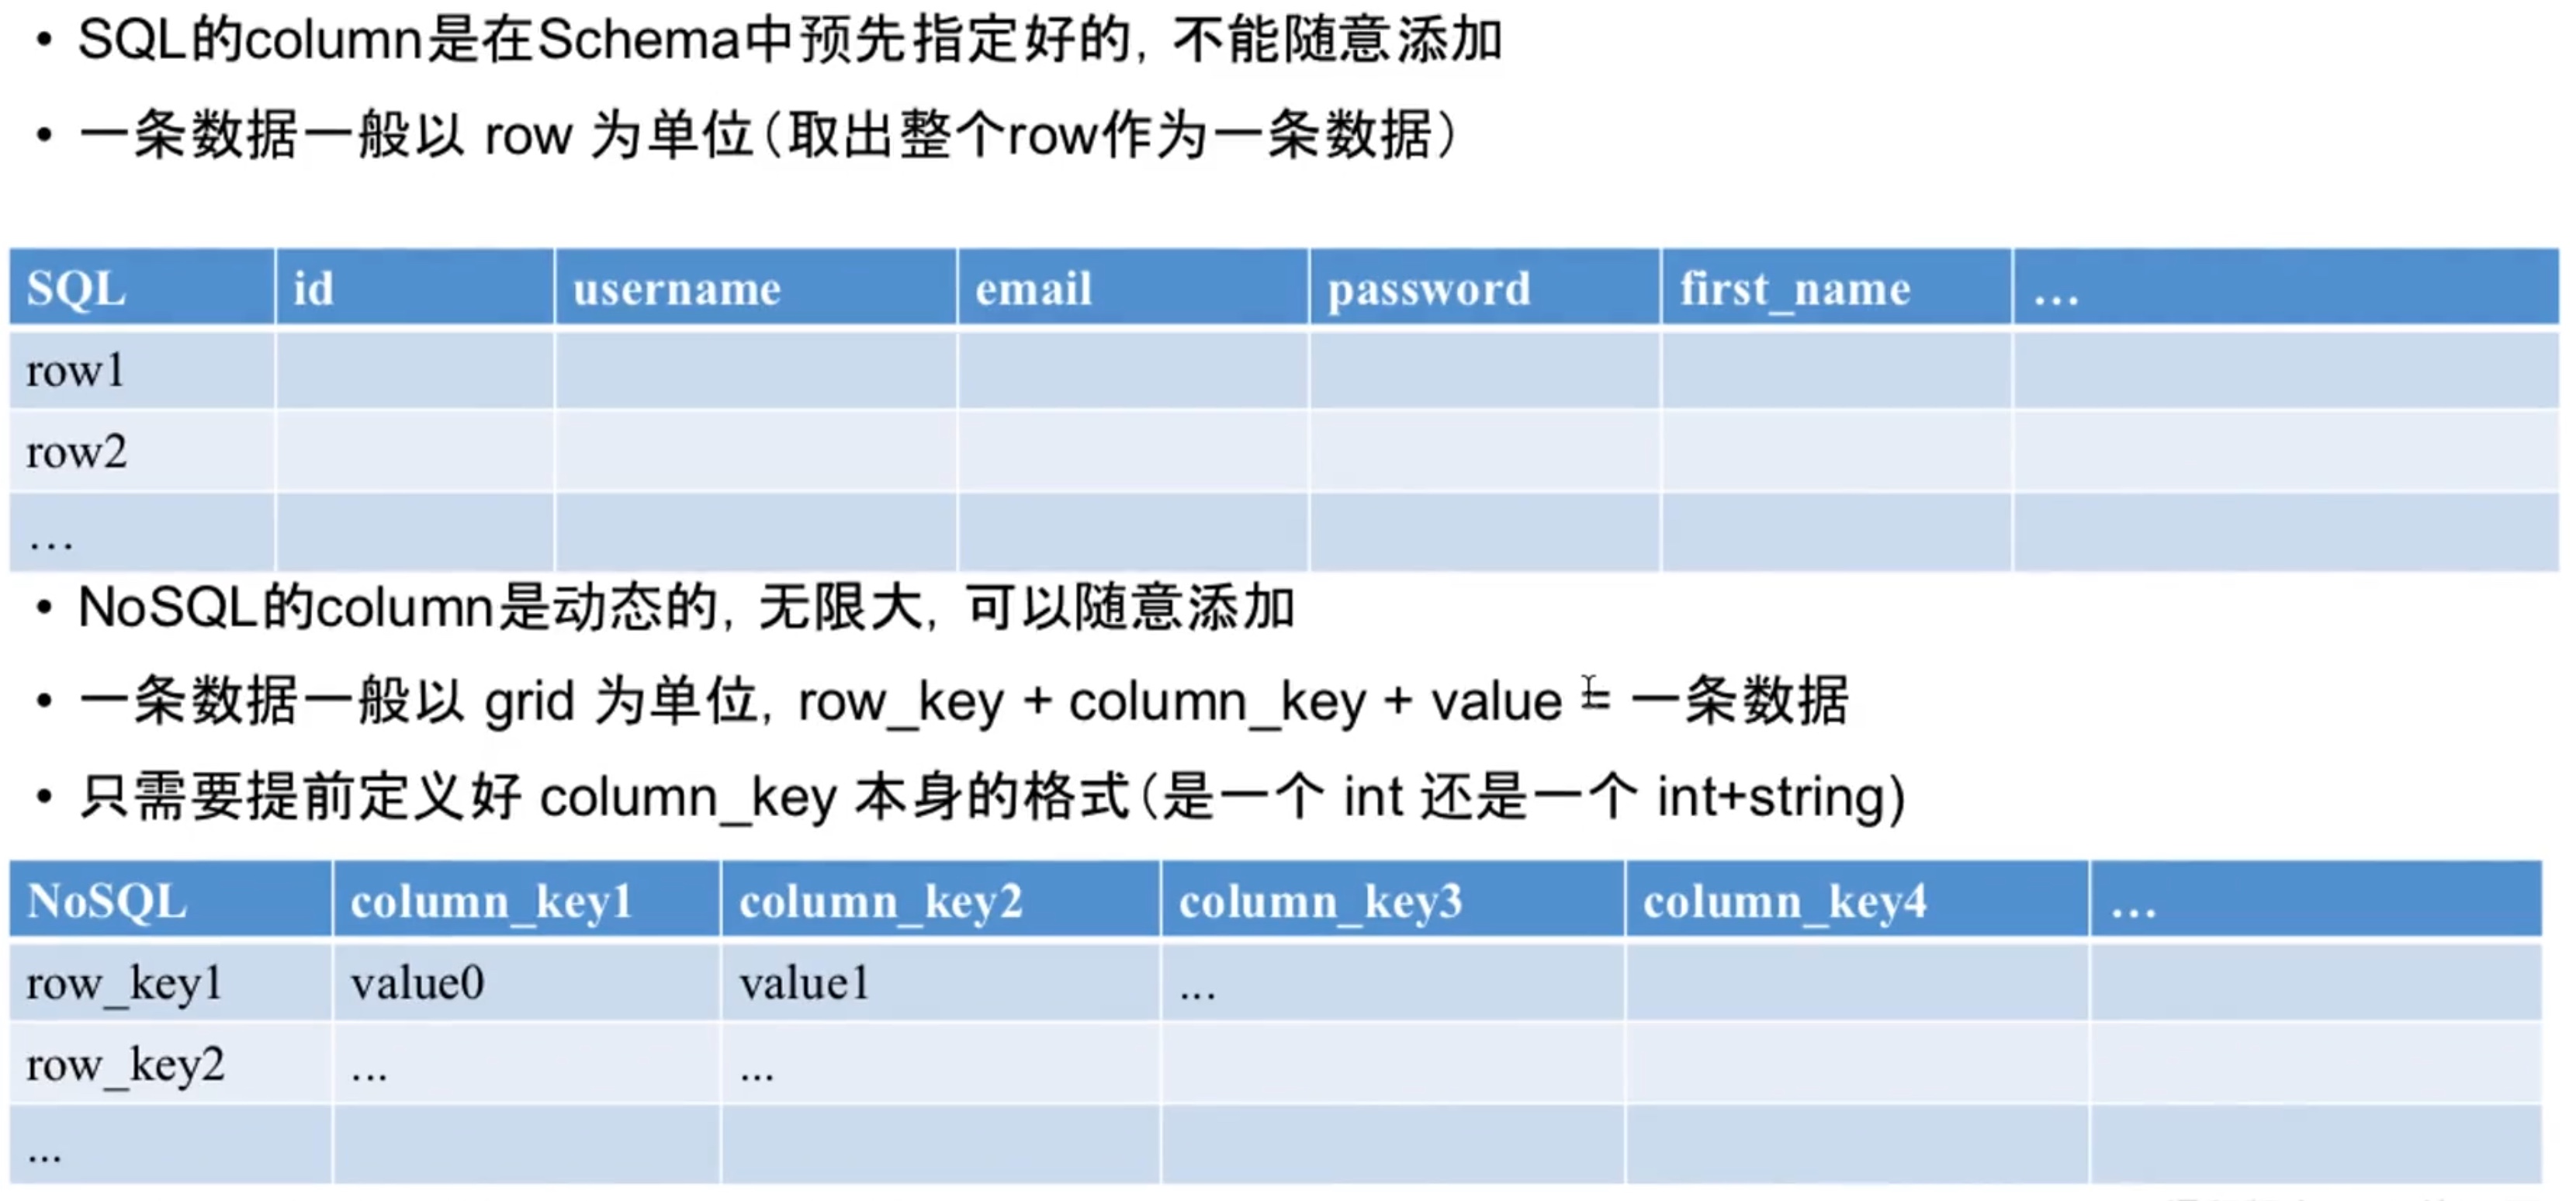 • SQL的column是在Schema中预先指定好的, 不能随意添加
• 一条数据一般以 row 为单位(取出整个row作为一条数据)
SQL id username email password first_name …
row1
row2
…
• NoSQL的column是动态的, 无限大, 可以随意添加
• 一条数据一般以 grid 为单位, row_key + column_key + value = 一条数据
• 只需要提前定义好 column_key 本身的格式(是一个 int 还是一个 int+string)
NoSQL column_key1 column_key2 column_key3 column_key4 …
row_key1 value0 value1 ...
row_key2 ... ...
...